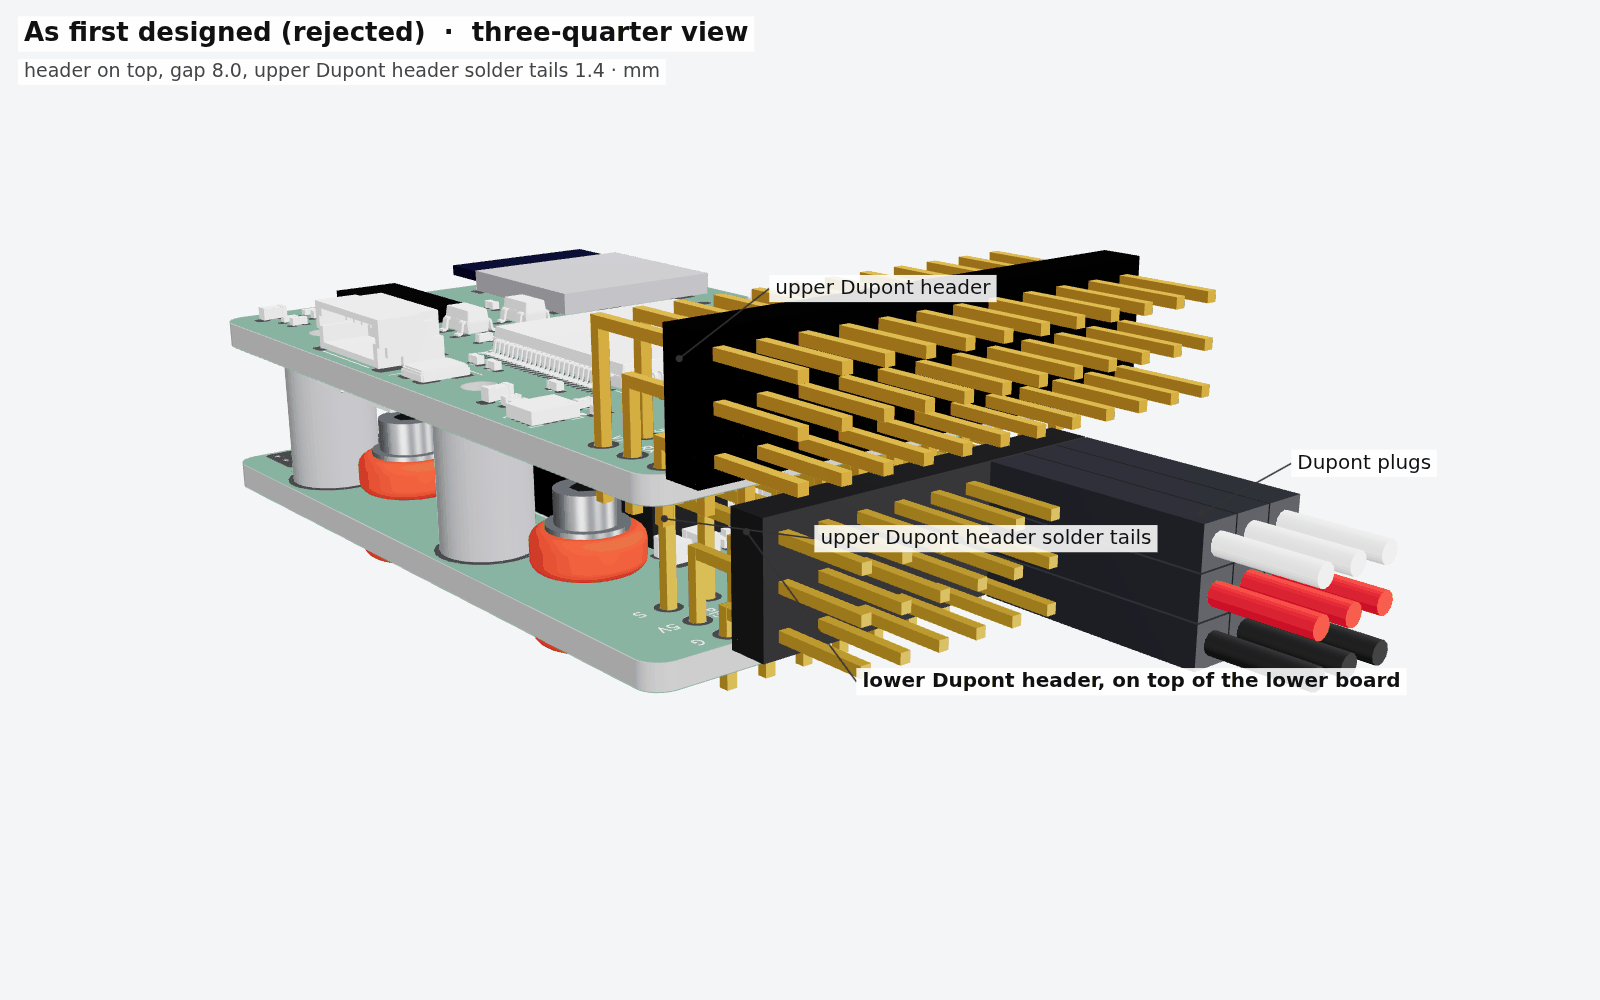 As first designed (rejected)  ·  three-quarter view
header on top, gap 8.0, upper Dupont header solder tails 1.4 · mm
upper Dupont header
Dupont plugs
upper Dupont header solder tails
S
5V
G
lower Dupont header, on top of the lower board